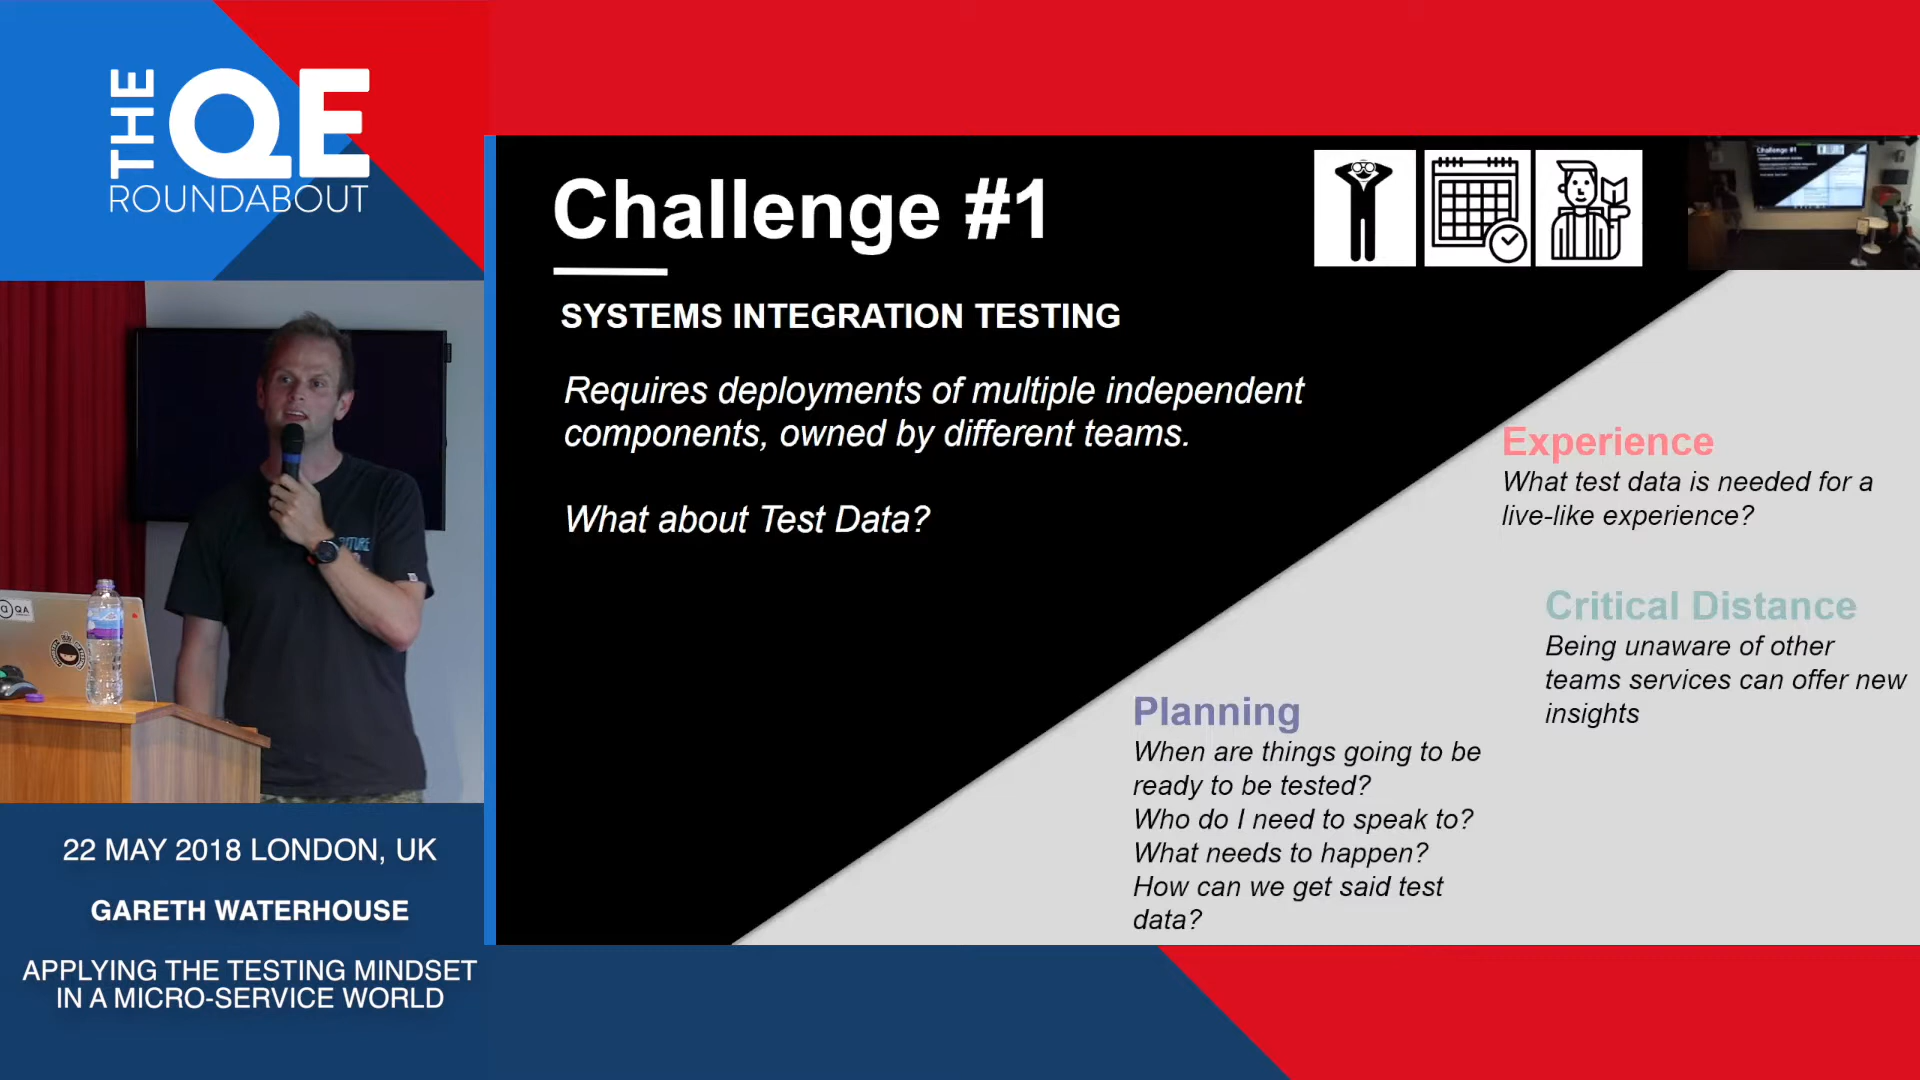 THE
QE
ROUNDABOUT
Challenge #1
SYSTEMS INTEGRATION TESTING
Requires deployments of multiple independent
components, owned by different teams.
What about Test Data?
Experience
What test data is needed for a
live-like experience?
Critical Distance
Being unaware of other
teams services can offer new
insights
Planning
When are things going to be
ready to be tested?
Who do I need to speak to?
What needs to happen?
How can we get said test
data?
QA
Challenge #1
22 MAY 2018 LONDON, UK
GARETH WATERHOUSE
APPLYING THE TESTING MINDSET
IN A MICRO-SERVICE WORLD